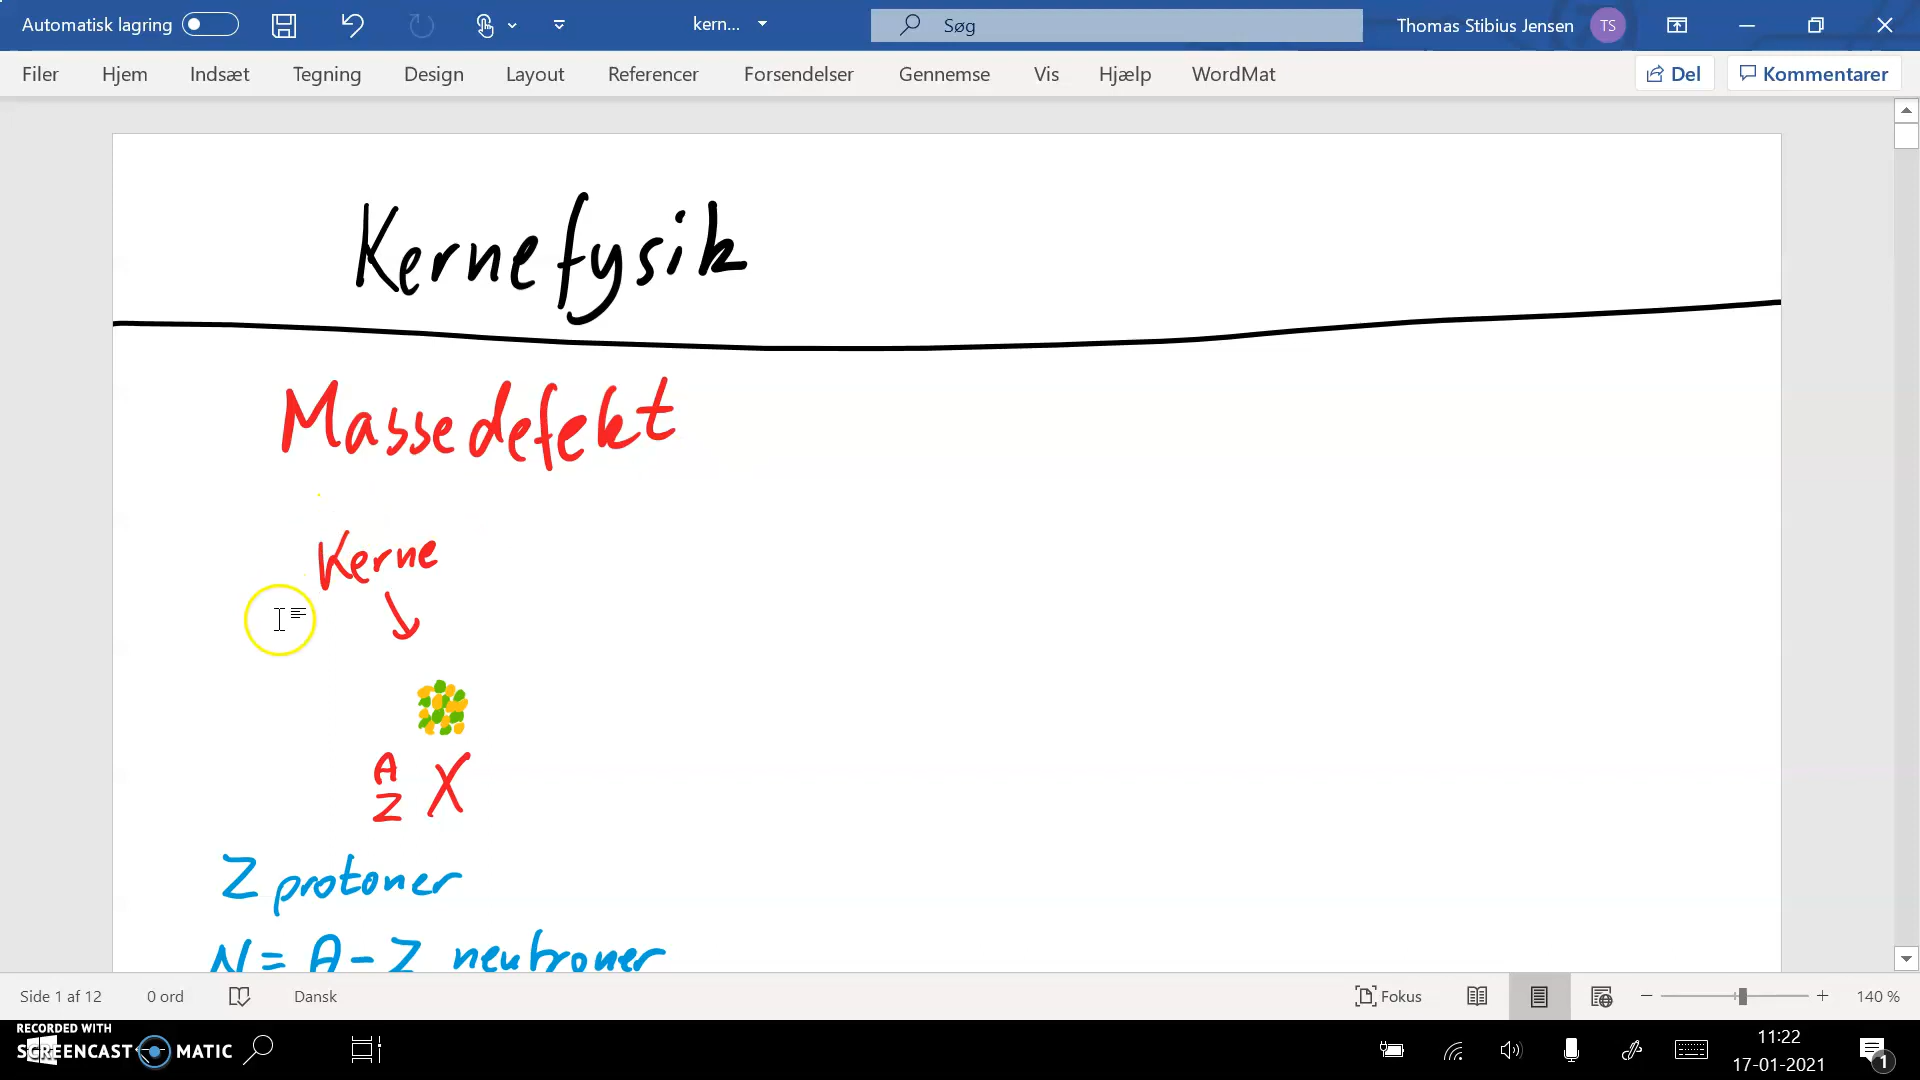 Automatisk lagring kern... Søg Thomas Stibius Jensen TS
Filer Hjem Indsæt Tegning Design Layout Referencer Forsendelser Gennemse Vis Hjælp WordMat Del Kommentarer
Kernefysik
Massedefekt
Kerne
A
Z X
Z protoner
N = A - Z neutroner
Side 1 af 12 0 ord Dansk Fokus 140 %
RECORDED WITH
SCREENCAST MATIC
11:22
17-01-2021
1